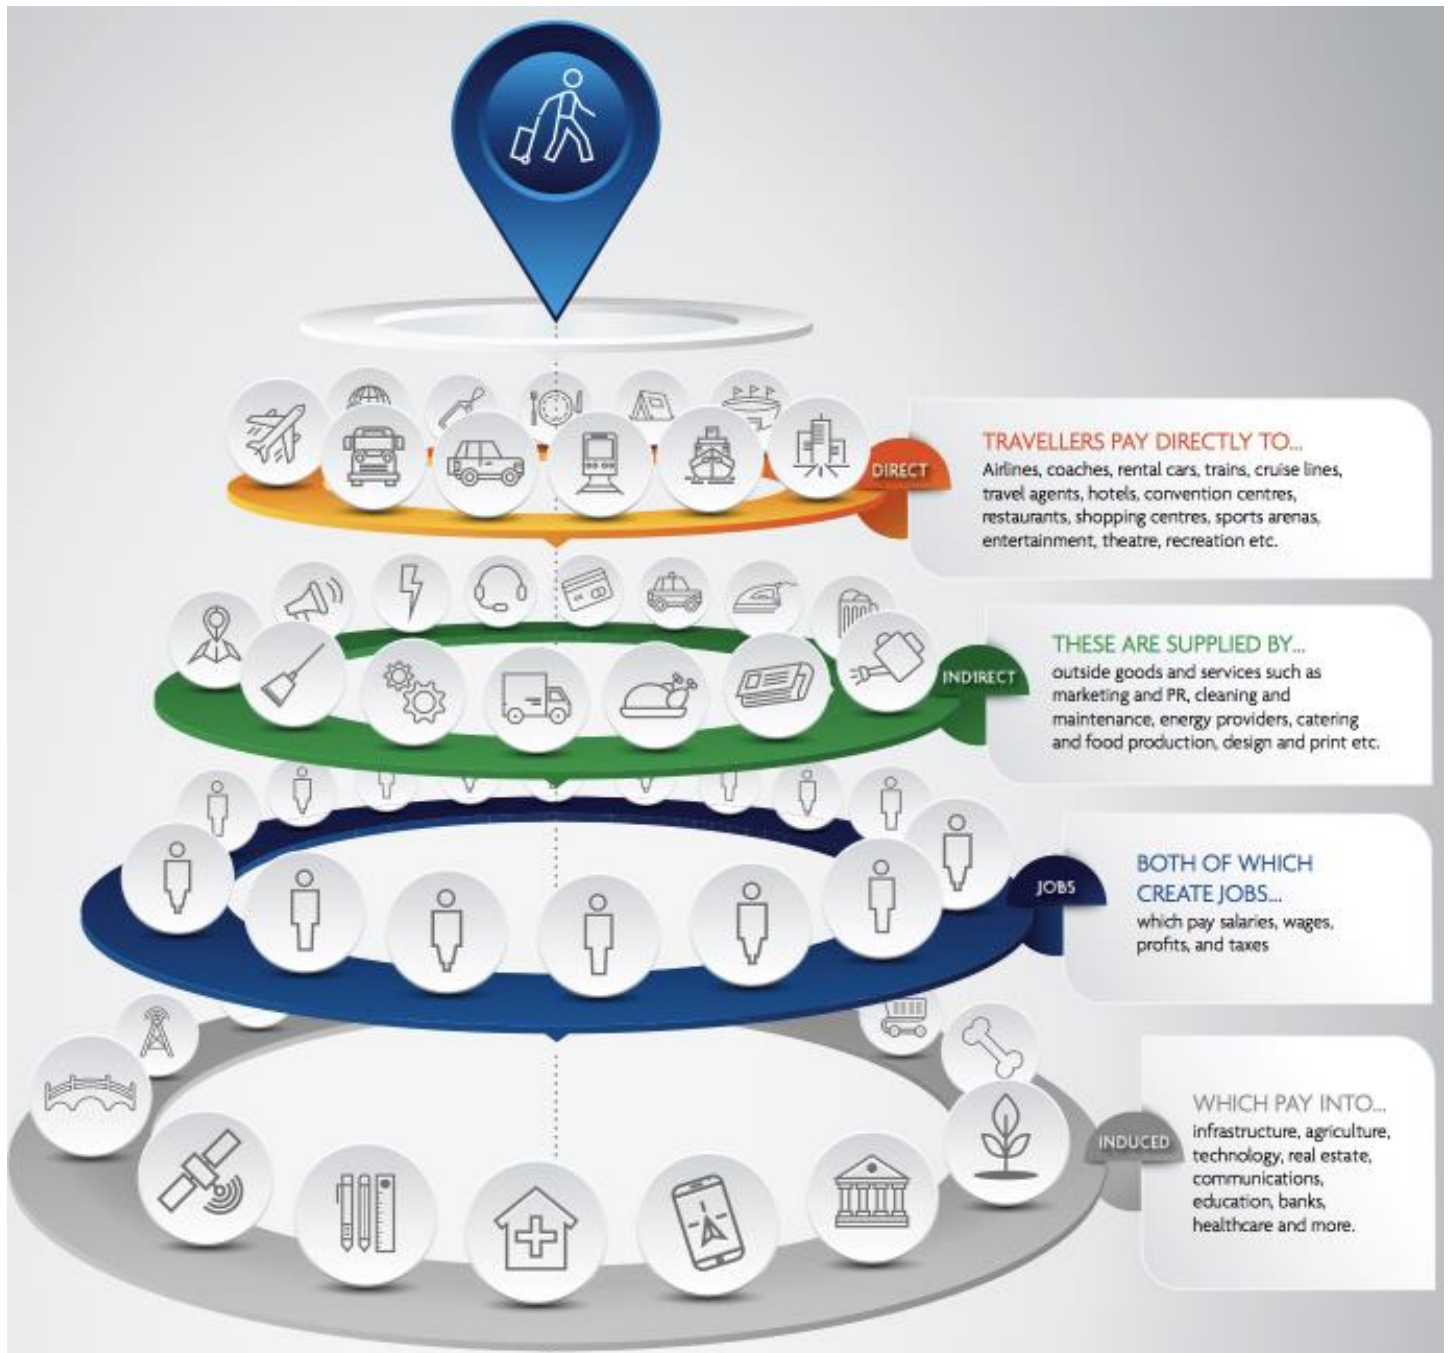 DIRECT
TRAVELLERS PAY DIRECTLY TO...
Airlines, coaches, rental cars, trains, cruise lines,
travel agents, hotels, convention centres,
restaurants, shopping centres, sports arenas,
entertainment, theatre, recreation etc.
INDIRECT
THESE ARE SUPPLIED BY...
outside goods and services such as
marketing and PR, cleaning and
maintenance, energy providers, catering
and food production, design and print etc.
JOBS
BOTH OF WHICH
CREATE JOBS...
which pay salaries, wages,
profits, and taxes
INDUCED
WHICH PAY INTO...
infrastructure, agriculture,
technology, real estate,
communications,
education, banks,
healthcare and more.